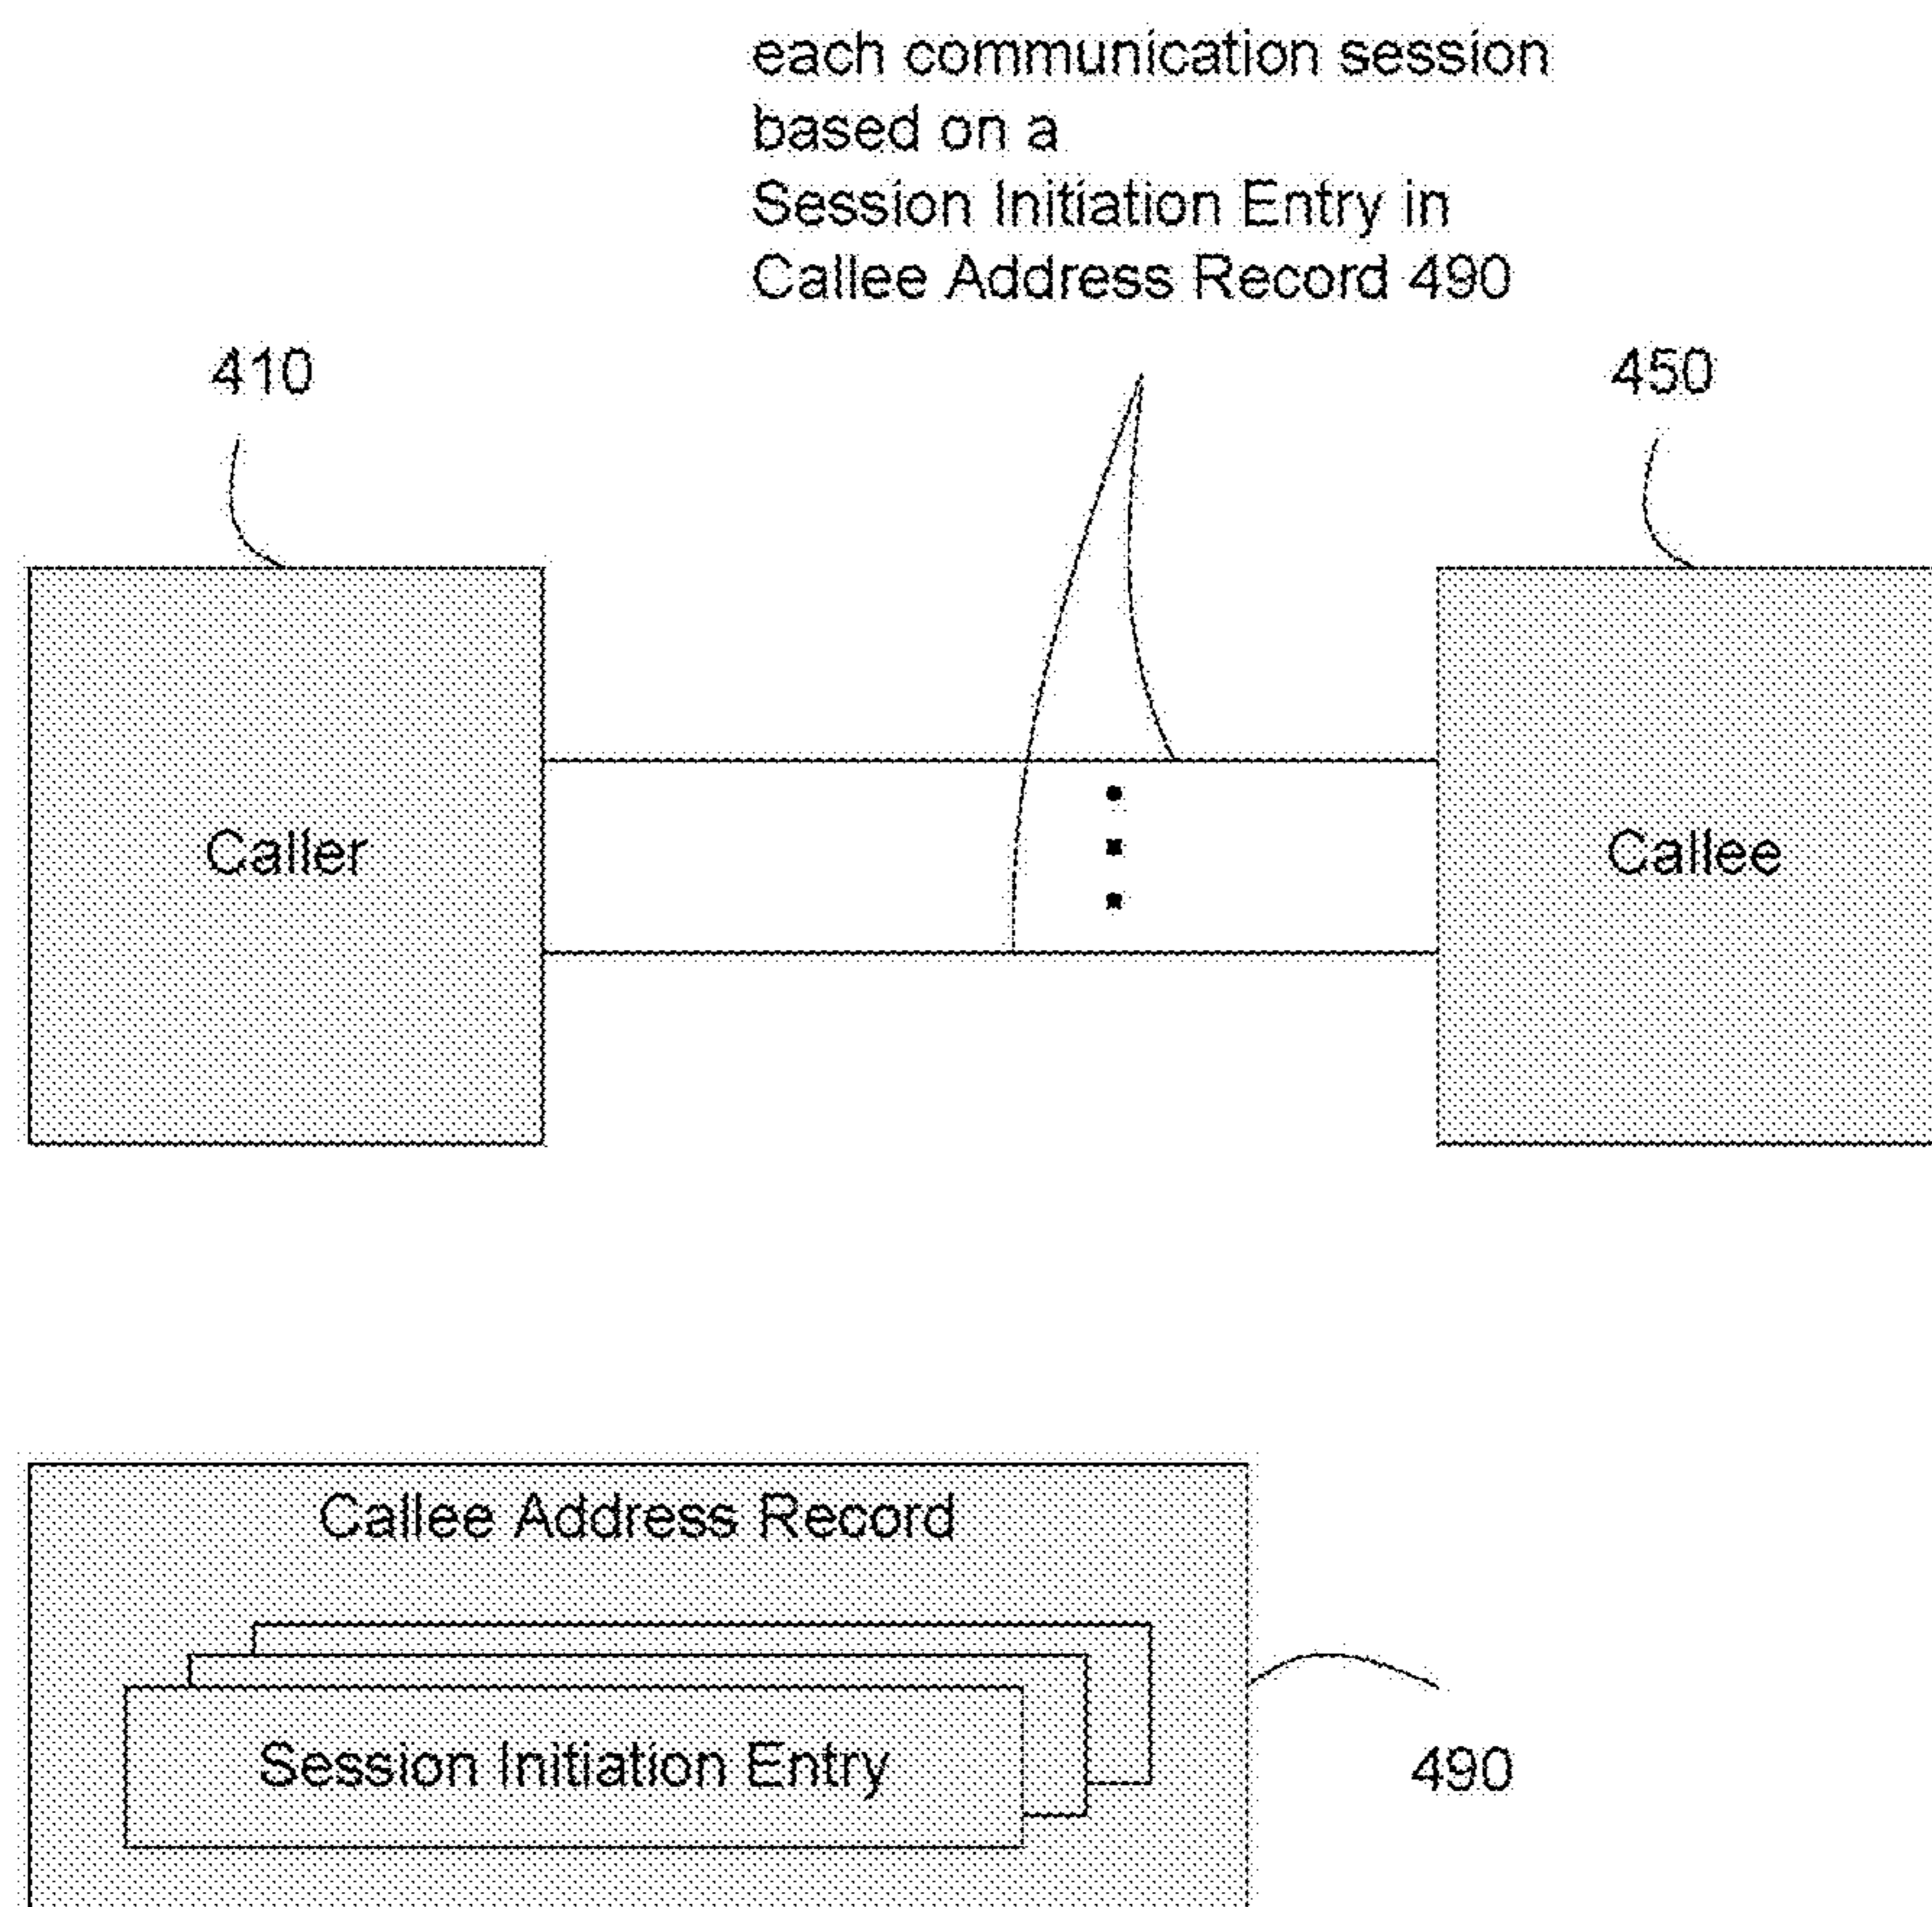 each communication session
based on a
Session Initiation Entry in
Callee Address Record 490
410
450
Caller
Callee
Callee Address Record
Session Initiation Entry
490